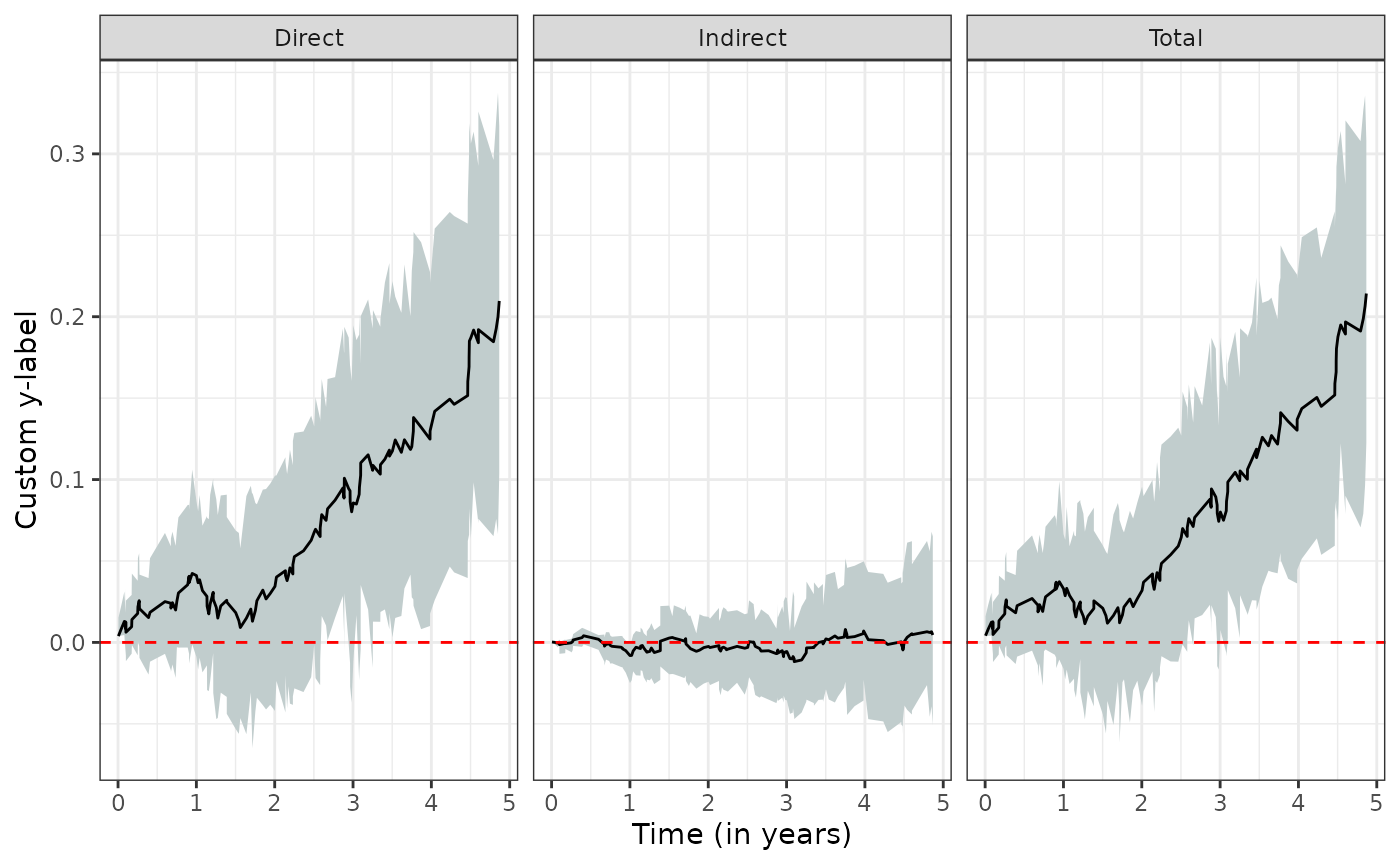 Direct Indirect Total
Custom y-label
0.3
0.2
0.1
0.0
0 1 2 3 4 5 0 1 2 3 4 5 0 1 2 3 4 5
Time (in years)